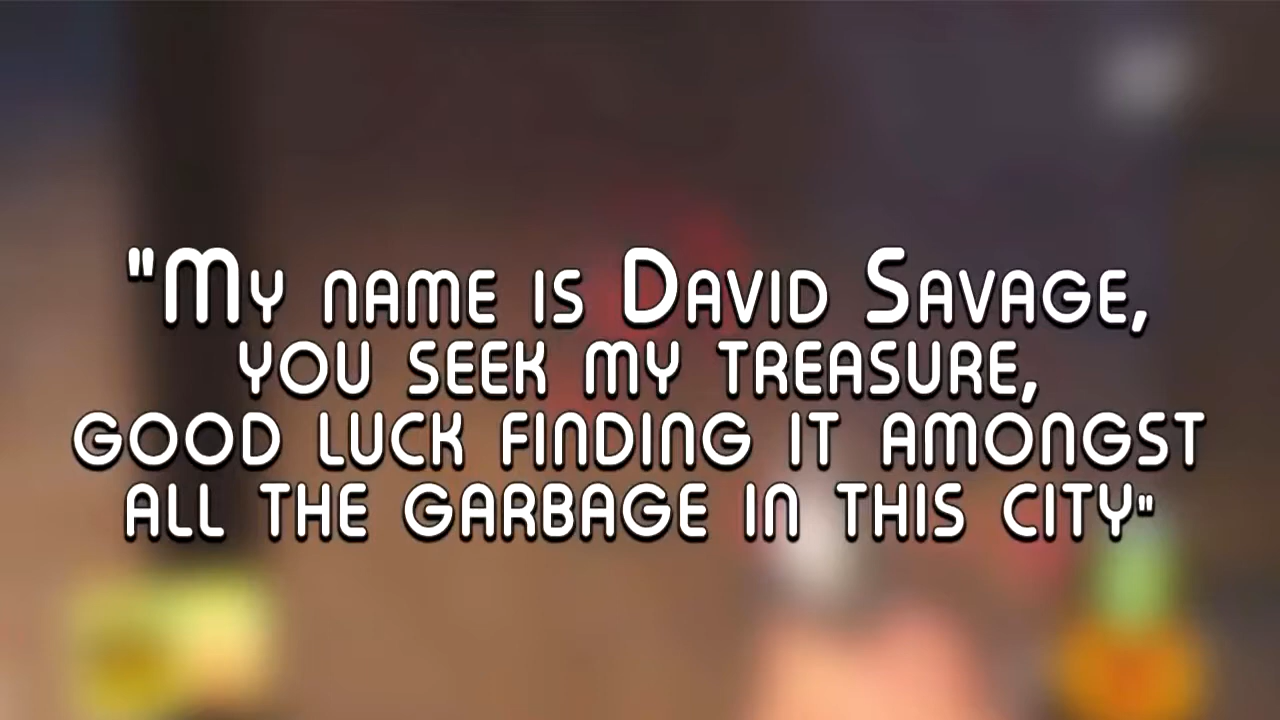 "My name is David Savage,
you seek my treasure,
good luck finding it amongst
all the garbage in this city"